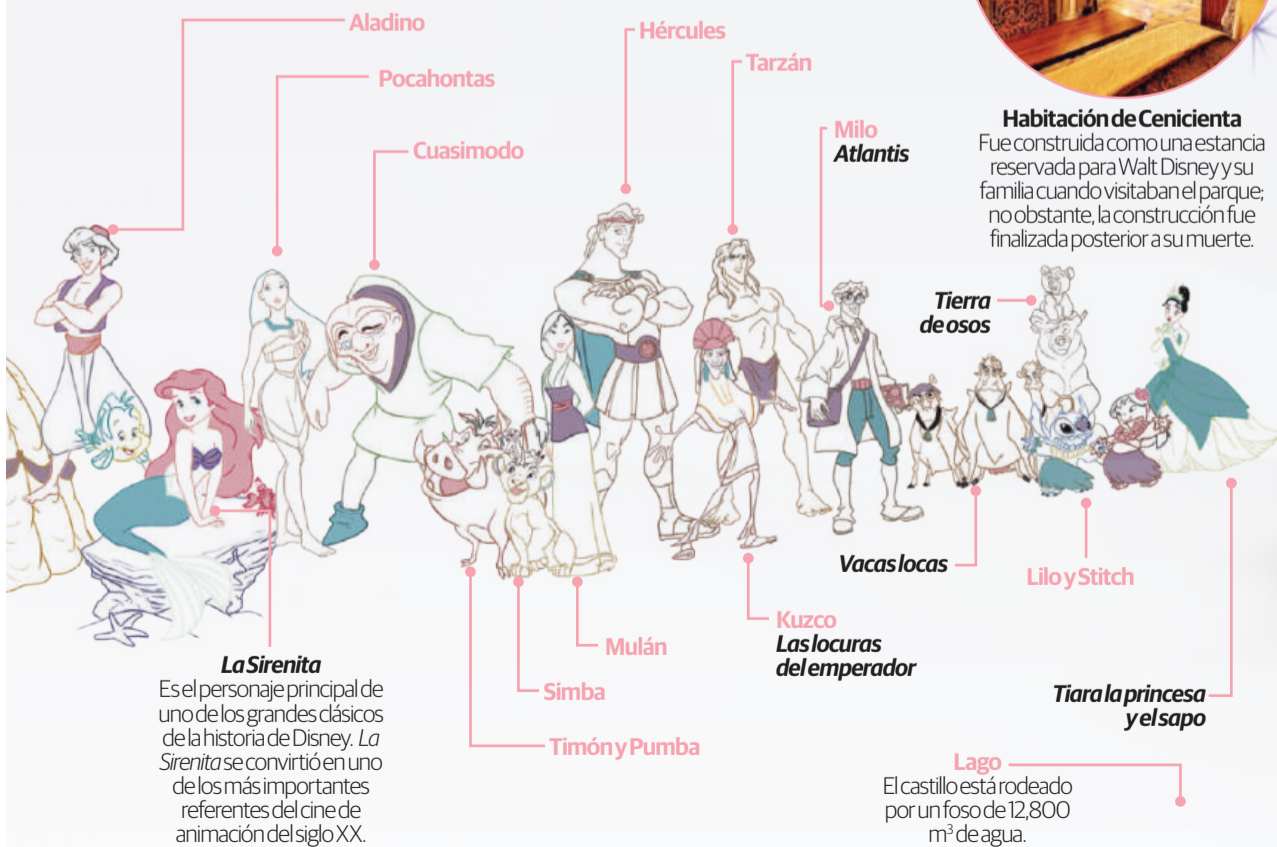 Aladino
Hércules
Tarzán
Pocahontas
Cuasimodo
Milo
Atlantis
Habitación de Cenicienta
Fue construida como una estancia
reservada para Walt Disney y su
familia cuando visitaban el parque;
no obstante, la construcción fue
finalizada posterior a su muerte.
Tierra
de osos
Vacas locas
Lilo y Stitch
Kuzco
Las locuras
del emperador
Mulán
Simba
Timón y Pumba
La Sirenita
Es el personaje principal de
uno de los grandes clásicos
de la historia de Disney. La
Sirenita se convirtió en uno
de los más importantes
referentes del cine de
animación del siglo XX.
Tiara la princesa
y el sapo
Lago
El castillo está rodeado
por un foso de 12,800
m³ de agua.